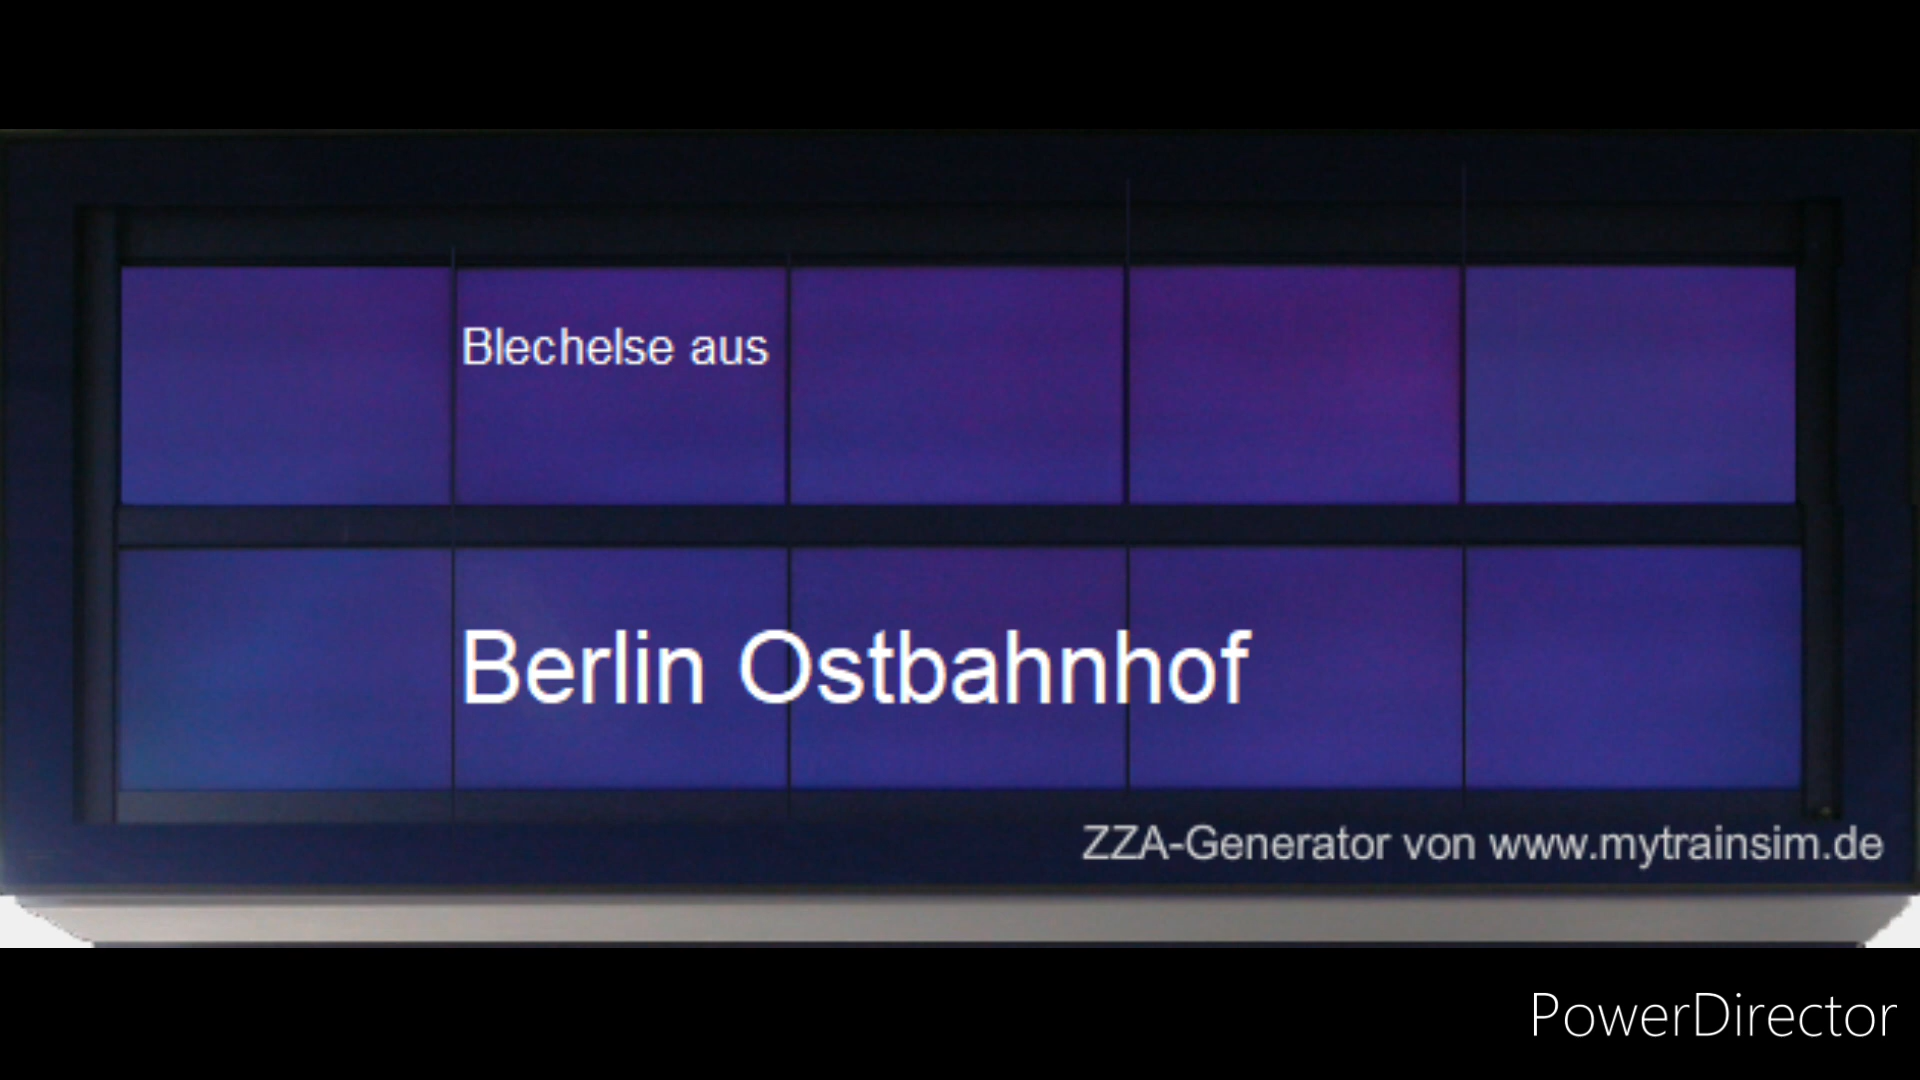 Blechelse aus
Berlin Ostbahnhof
ZZA-Generator von www.mytrainsim.de
PowerDirector